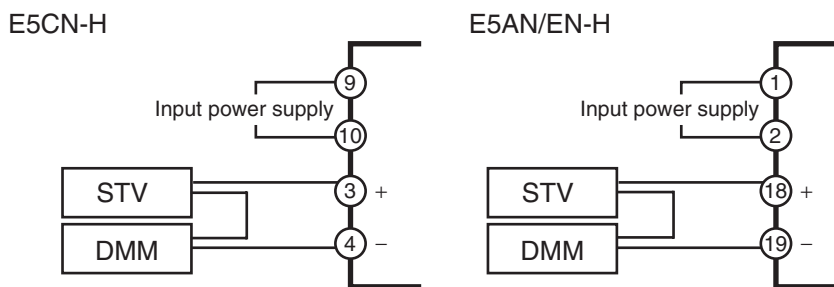 E5CN-H
9
Input power supply
10
STV
3 +
DMM
4 −
E5AN/EN-H
1
Input power supply
2
STV
18 +
DMM
19 −